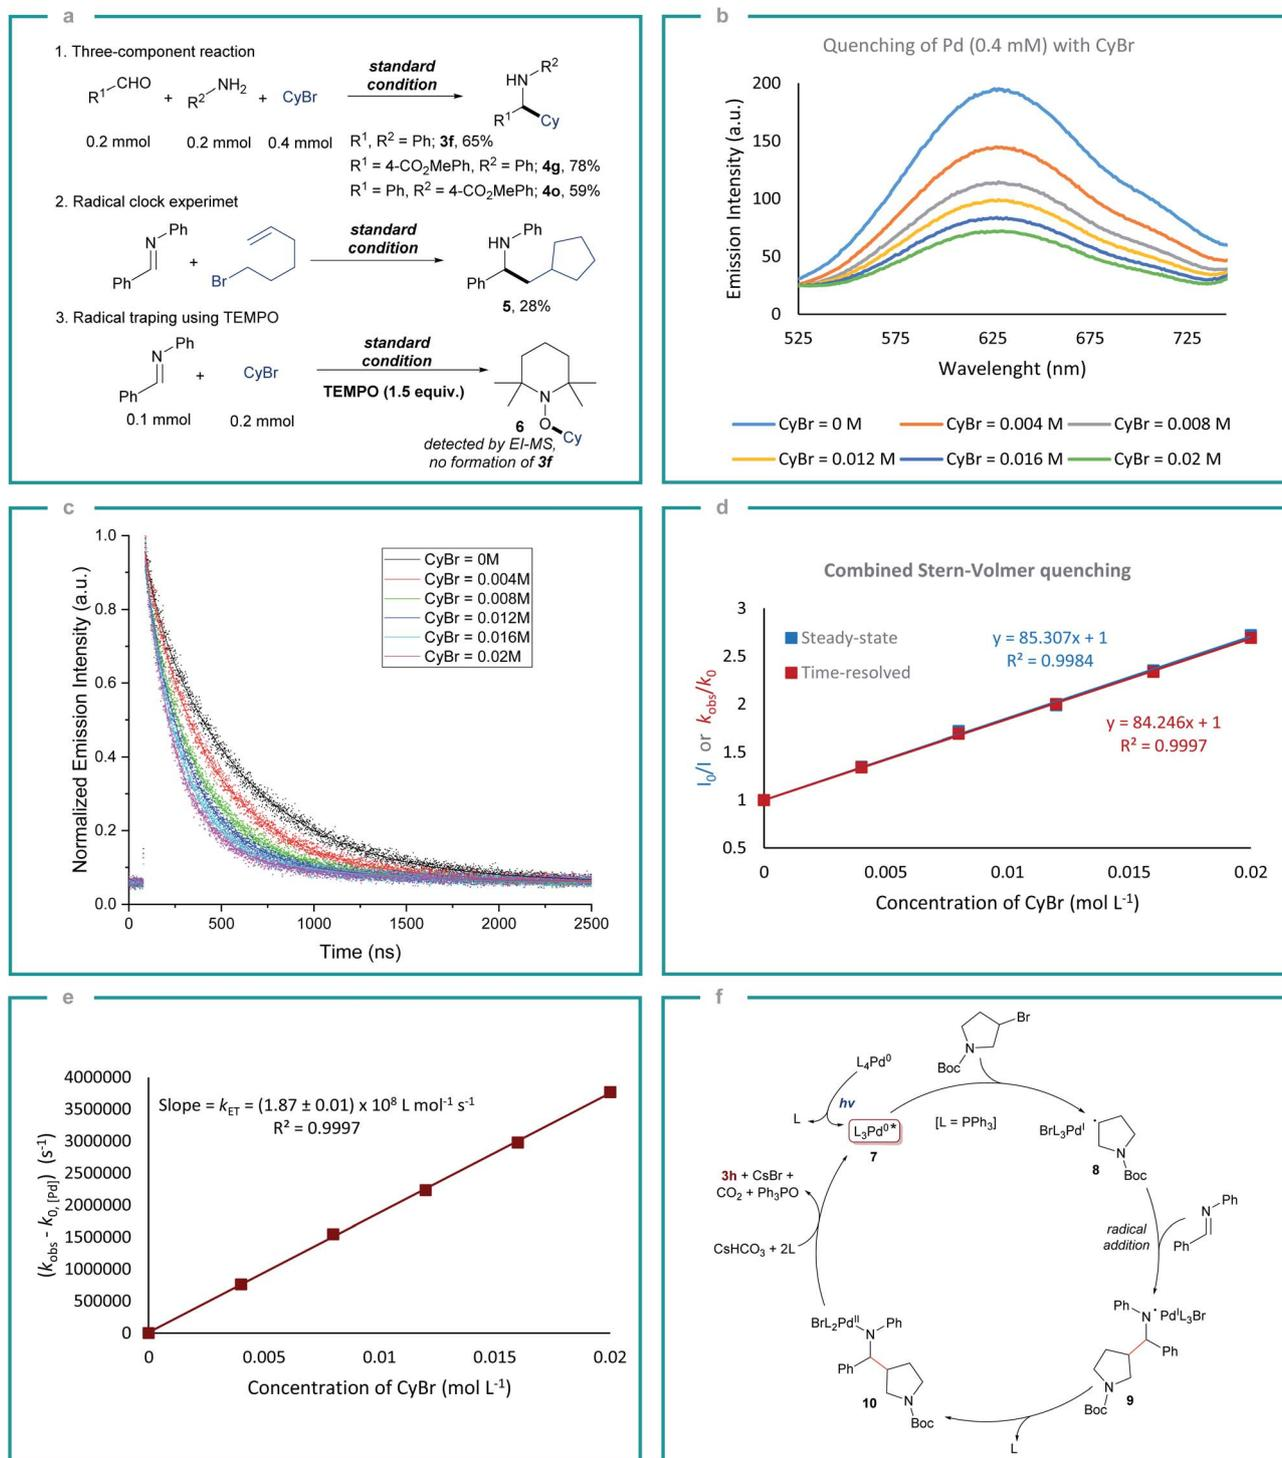 a
1. Three-component reaction
R¹ CHO + R² NH₂ + CyBr
standard
condition
HN R²
R¹ Cy
0.2 mmol 0.2 mmol 0.4 mmol
R¹, R² = Ph; 3f, 65%
R¹ = 4-CO₂MePh, R² = Ph; 4g, 78%
R¹ = Ph, R² = 4-CO₂MePh; 4o, 59%
2. Radical clock experimet
N Ph
Ph
+
Br
standard
condition
HN Ph
Ph
5, 28%
3. Radical traping using TEMPO
N Ph
Ph
+ CyBr
0.1 mmol 0.2 mmol
standard
condition
TEMPO (1.5 equiv.)
N
O
Cy
6
detected by EI-MS,
no formation of 3f
b
Quenching of Pd (0.4 mM) with CyBr
Emission Intensity (a.u.)
200
150
100
50
0
525 575 625 675 725
Wavelenght (nm)
CyBr = 0 M CyBr = 0.004 M CyBr = 0.008 M
CyBr = 0.012 M CyBr = 0.016 M CyBr = 0.02 M
c
Normalized Emission Intensity (a.u.)
1.0
0.8
0.6
0.4
0.2
0.0
CyBr = 0M
CyBr = 0.004M
CyBr = 0.008M
CyBr = 0.012M
CyBr = 0.016M
CyBr = 0.02M
0 500 1000 1500 2000 2500
Time (ns)
d
Combined Stern-Volmer quenching
I₀/I or k_obs/k₀
3
2.5
2
1.5
1
0.5
Steady-state
Time-resolved
y = 85.307x + 1
R² = 0.9984
y = 84.246x + 1
R² = 0.9997
0 0.005 0.01 0.015 0.02
Concentration of CyBr (mol L⁻¹)
e
(k_obs - k_0,[Pd]) (s⁻¹)
4000000
3500000
3000000
2500000
2000000
1500000
1000000
500000
0
Slope = k_ET = (1.87 ± 0.01) x 10⁸ L mol⁻¹ s⁻¹
R² = 0.9997
0 0.005 0.01 0.015 0.02
Concentration of CyBr (mol L⁻¹)
f
Br
N
Boc
L₄Pd⁰
hv
L
L₃Pd⁰*
7
[L = PPh₃]
BrL₃Pdᴵ
·
N
Boc
8
radical
addition
N Ph
Ph
Ph N· PdᴵL₃Br
Ph
N
Boc
9
L
BrL₂Pdᴵᴵ
N Ph
Ph
N
Boc
10
CsHCO₃ + 2L
3h + CsBr +
CO₂ + Ph₃PO